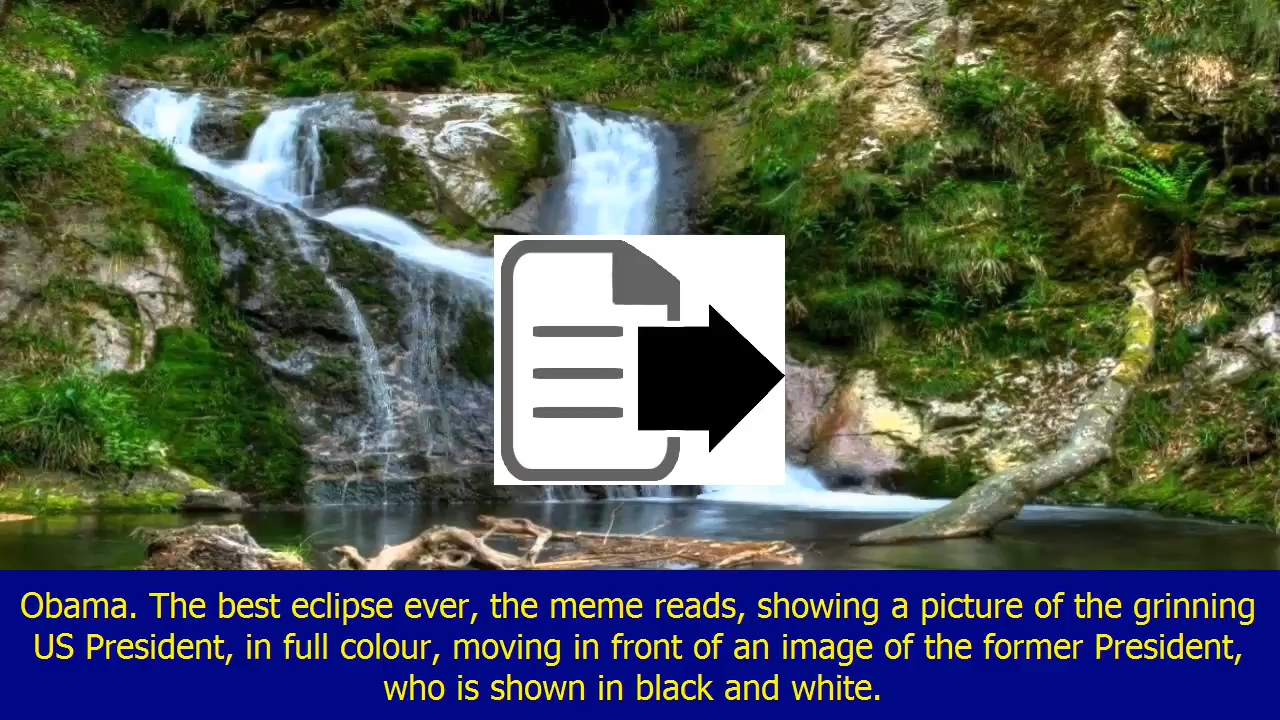 Obama. The best eclipse ever, the meme reads, showing a picture of the grinning
US President, in full colour, moving in front of an image of the former President,
who is shown in black and white.